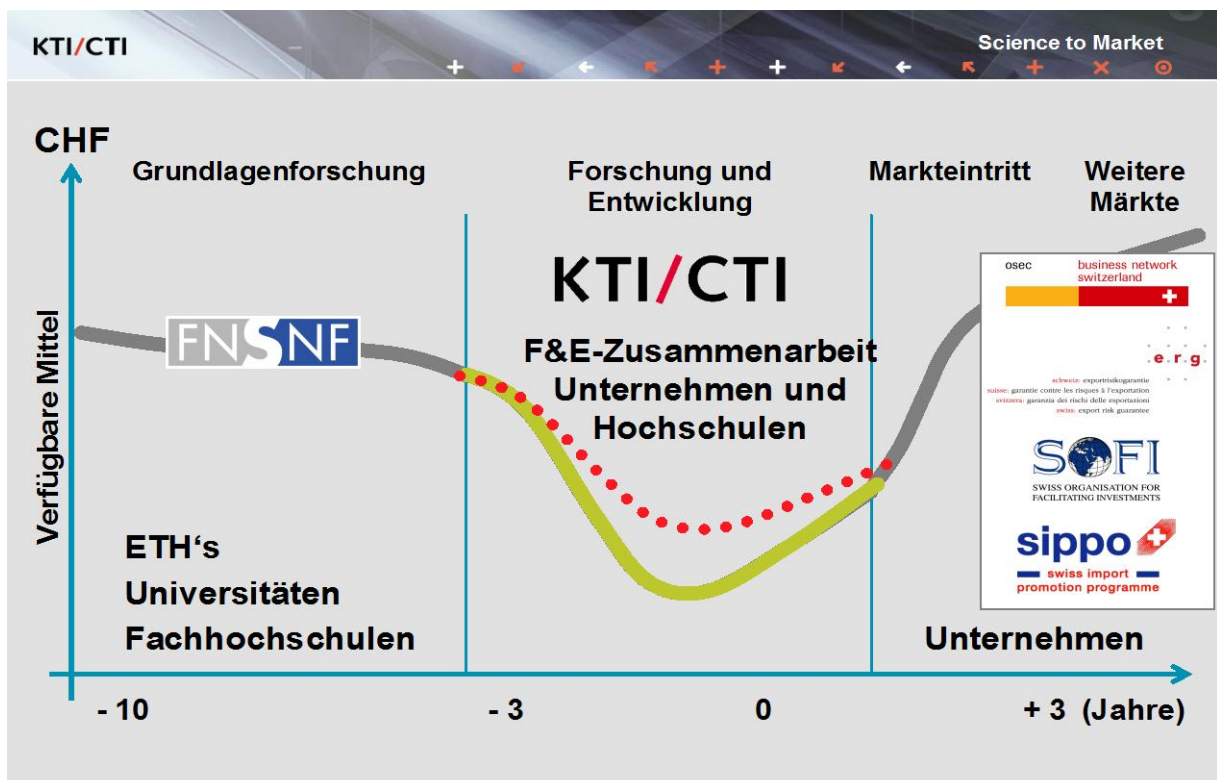 KTI/CTI
Science to Market
CHF
Grundlagenforschung
Forschung und
Entwicklung
Markteintritt
Weitere
Märkte
Verfügbare Mittel
FNSNF
KTI/CTI
F&E-Zusammenarbeit
Unternehmen und
Hochschulen
osec
business network
switzerland
e.r.g.
schweiz: exportrisikogarantie
suisse: garantie contre les risques à l'exportation
svizzera: garanzia dei rischi delle esportazioni
swiss: export risk guarantee
SOFI
SWISS ORGANISATION FOR
FACILITATING INVESTMENTS
sippo
swiss import
promotion programme
ETH‘s
Universitäten
Fachhochschulen
Unternehmen
- 10
- 3
0
+ 3 (Jahre)